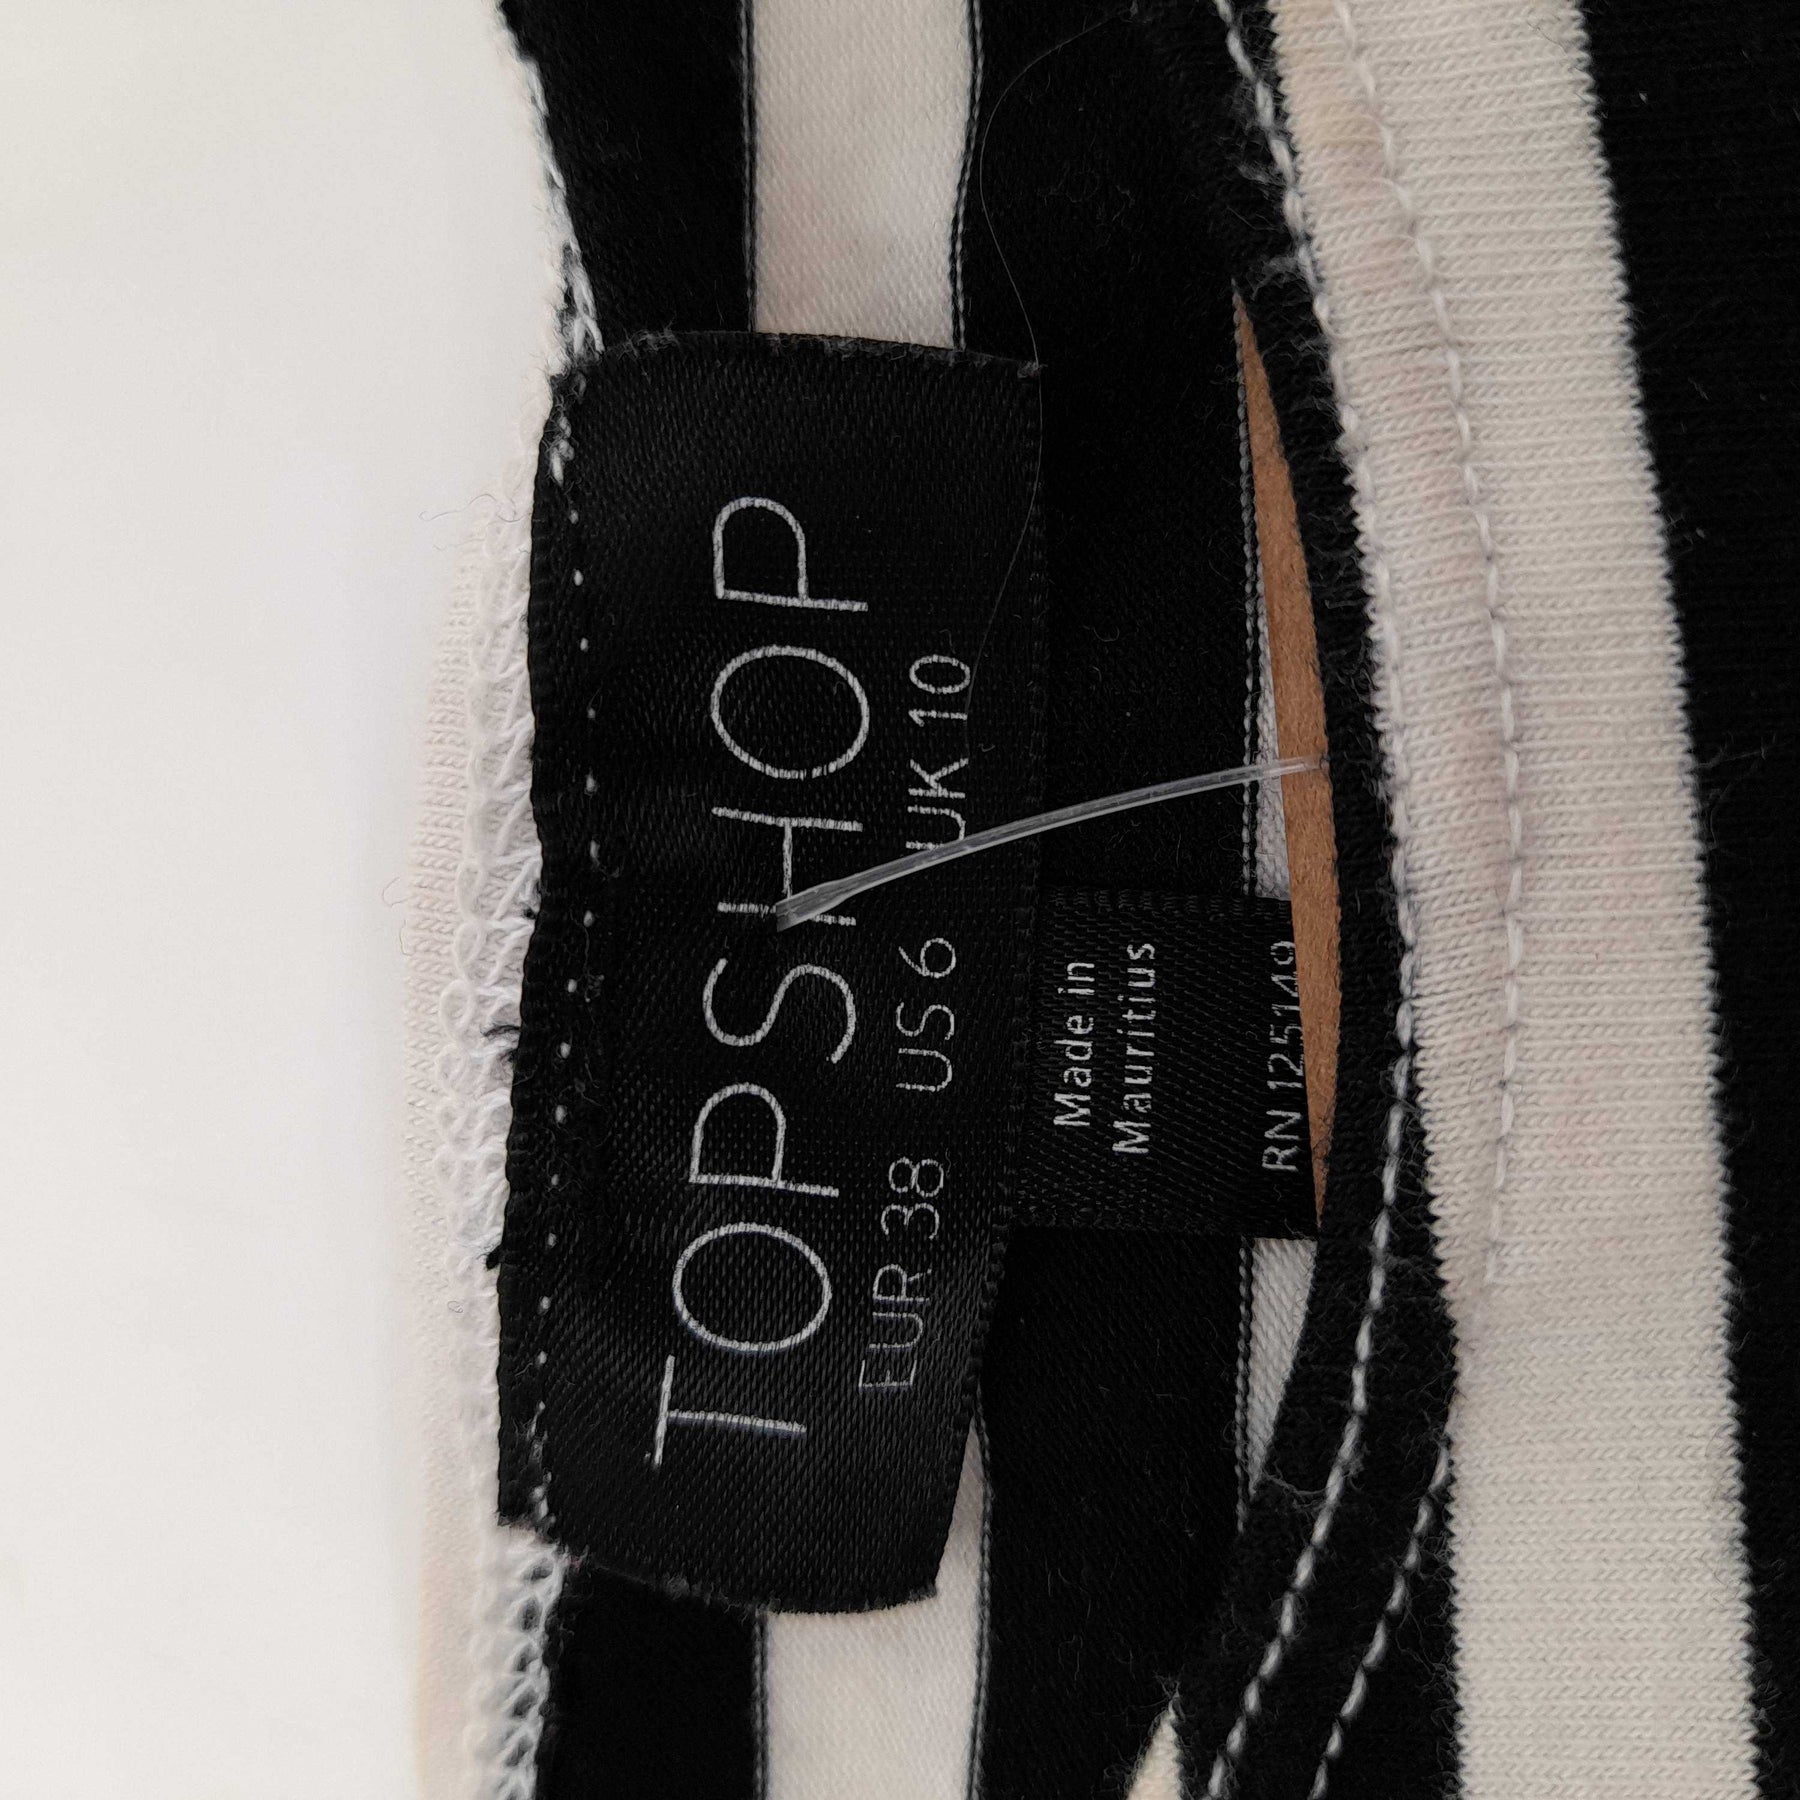 TOPSHOP
EUR 38 US 6 UK 10
Made in
Mauritius
RN 125149